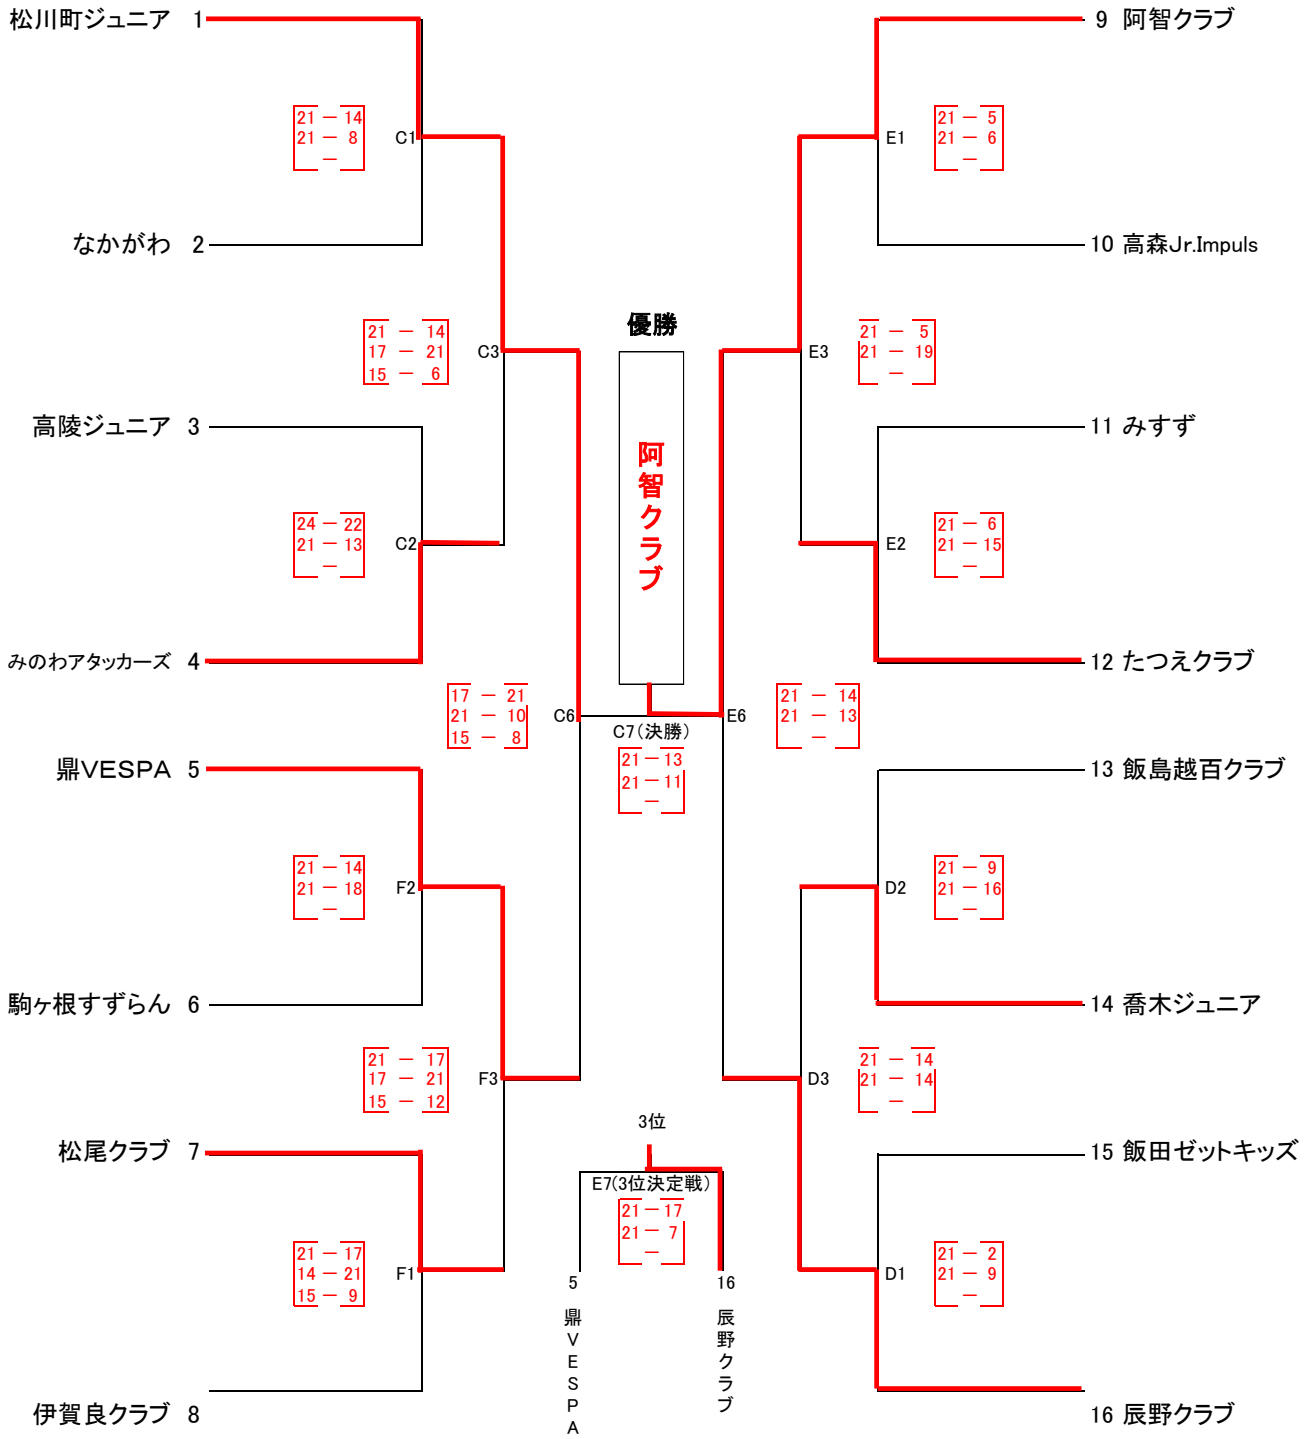 松川町ジュニア 1
21 － 14
21 － 8
－
C1
なかがわ 2
21 － 14
17 － 21
15 － 6
C3
高陵ジュニア 3
24 － 22
21 － 13
－
C2
みのわアタッカーズ 4
17 － 21
21 － 10
15 － 8
C6
鼎VESPA 5
21 － 14
21 － 18
－
F2
駒ヶ根すずらん 6
21 － 17
17 － 21
15 － 12
F3
松尾クラブ 7
21 － 17
14 － 21
15 － 9
F1
伊賀良クラブ 8
優勝
阿智クラブ
C7(決勝)
21 － 13
21 － 11
－
3位
E7(3位決定戦)
21 － 17
21 － 7
－
5
鼎VESPA
16
辰野クラブ
9 阿智クラブ
E1
21 － 5
21 － 6
－
10 高森Jr.Impuls
E3
21 － 5
21 － 19
－
11 みすず
E2
21 － 6
21 － 15
－
12 たつえクラブ
E6
21 － 14
21 － 13
－
13 飯島越百クラブ
D2
21 － 9
21 － 16
－
14 喬木ジュニア
D3
21 － 14
21 － 14
－
15 飯田ゼットキッズ
D1
21 － 2
21 － 9
－
16 辰野クラブ